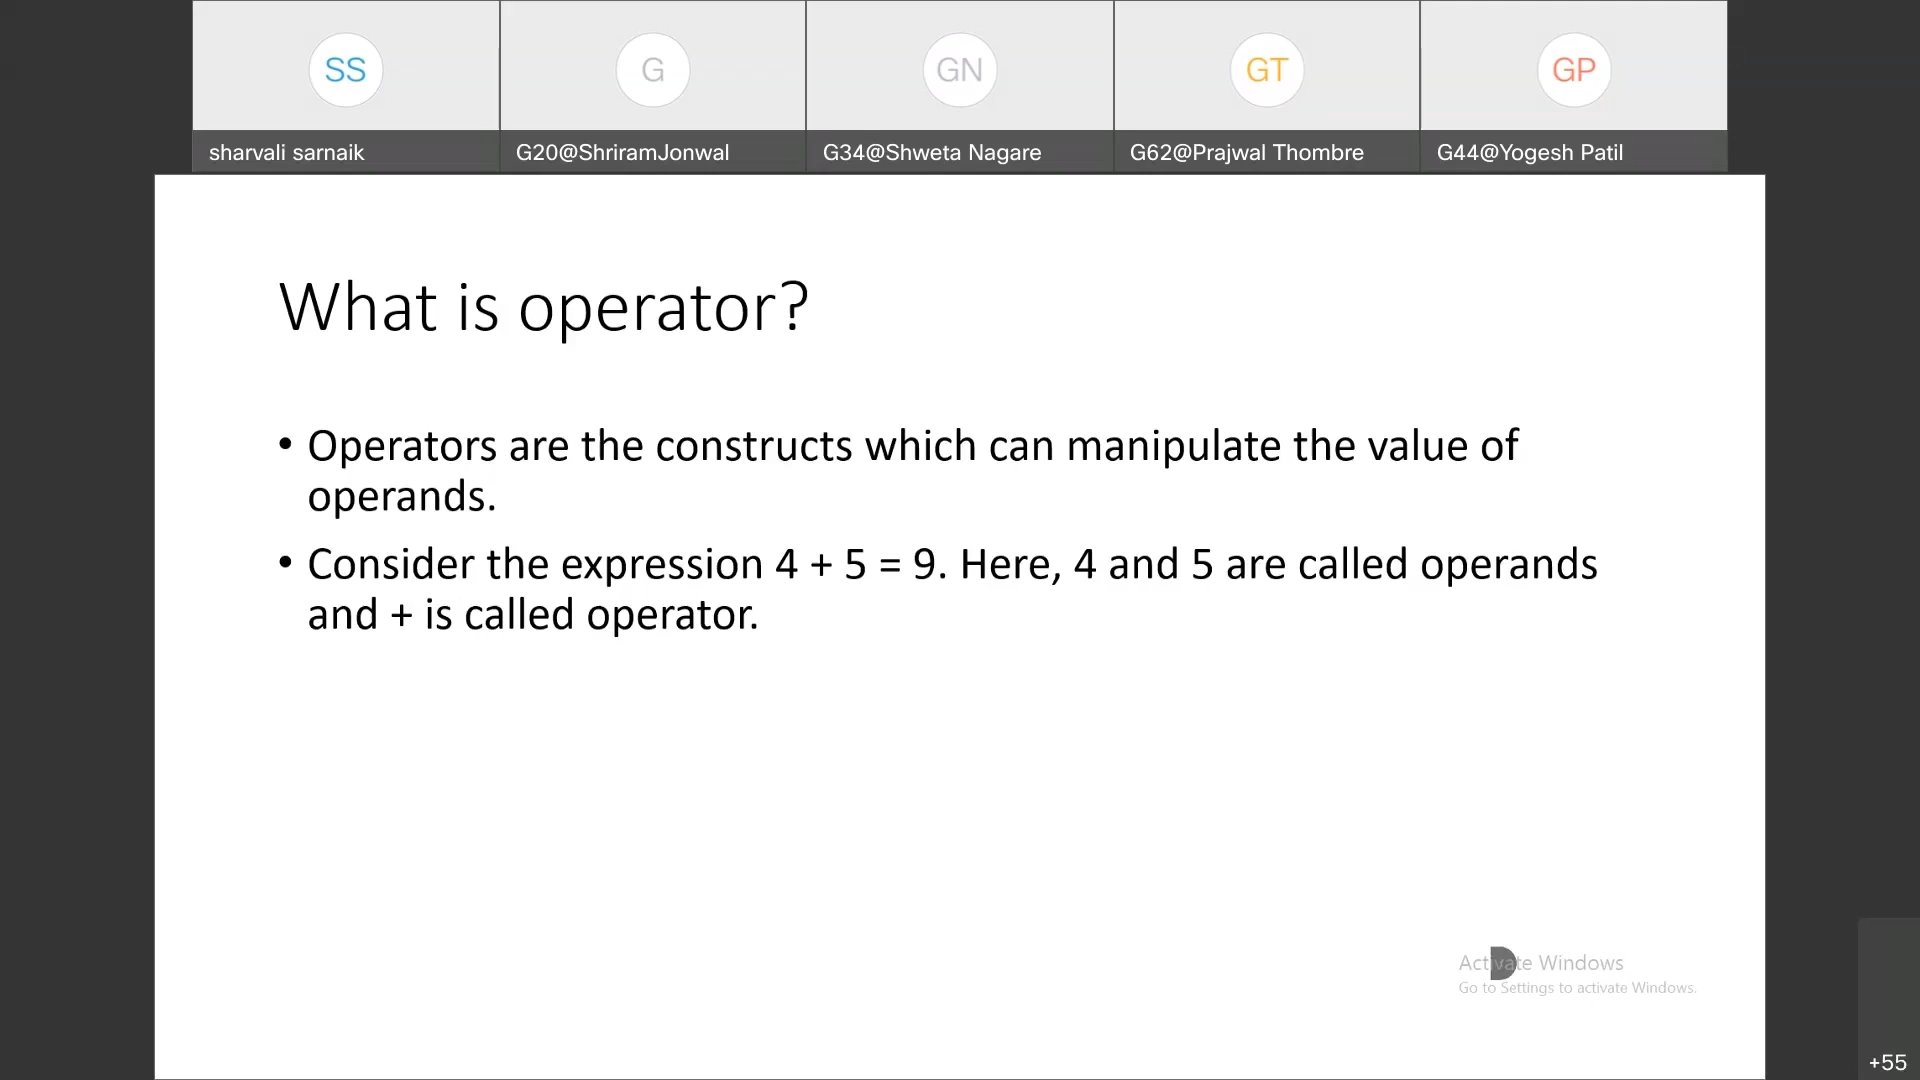 SS
G
GN
GT
GP
sharvali sarnaik
G20@ShriramJonwal
G34@Shweta Nagare
G62@Prajwal Thombre
G44@Yogesh Patil
What is operator?
• Operators are the constructs which can manipulate the value of
operands.
• Consider the expression 4 + 5 = 9. Here, 4 and 5 are called operands
and + is called operator.
Activate Windows
Go to Settings to activate Windows.
+55